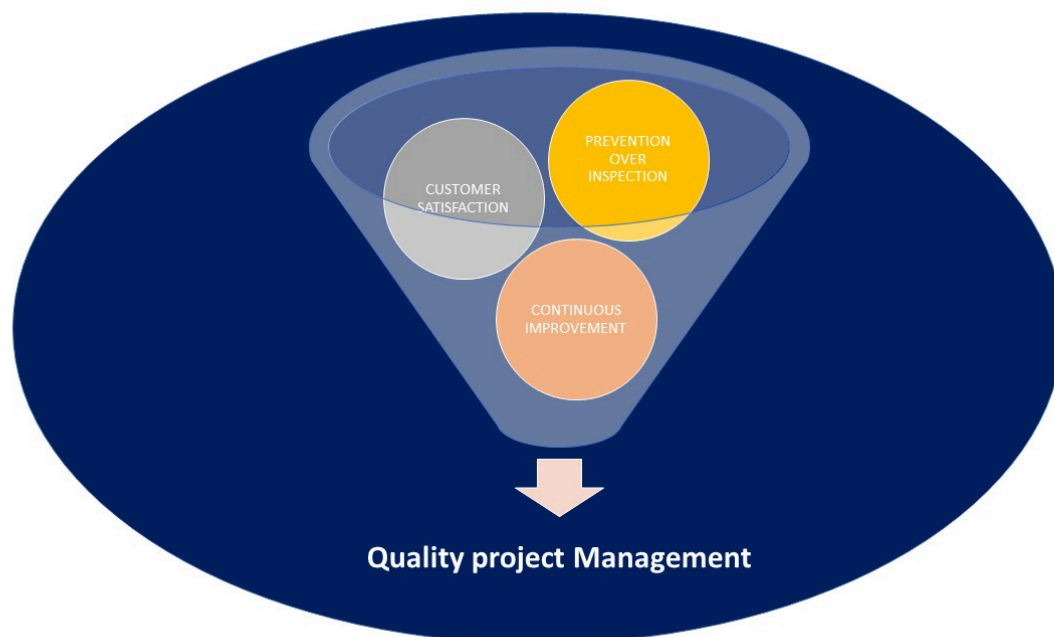 PREVENTION
OVER
INSPECTION
CUSTOMER
SATISFACTION
CONTINUOUS
IMPROVEMENT
Quality project Management